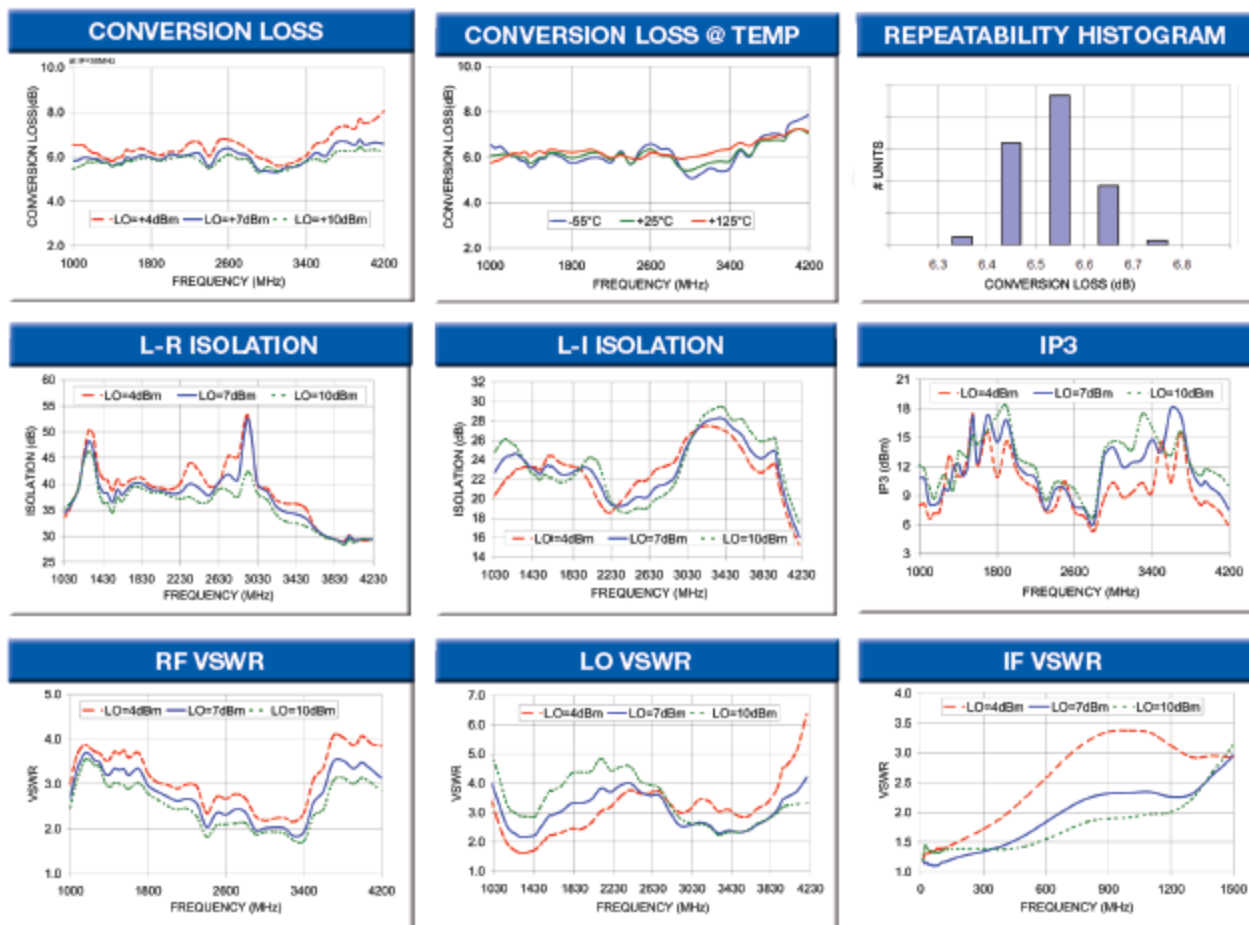 CONVERSION LOSS
at IF=30MHz
CONVERSION LOSS(dB)
10.0
8.0
6.0
4.0
2.0
LO=+4dBm LO=+7dBm LO=+10dBm
1000 1800 2600 3400 4200
FREQUENCY (MHz)
CONVERSION LOSS @ TEMP
CONVERSION LOSS(dB)
10.0
8.0
6.0
4.0
2.0
-55°C +25°C +125°C
1000 1800 2600 3400 4200
FREQUENCY (MHz)
REPEATABILITY HISTOGRAM
# UNITS
6.3 6.4 6.5 6.6 6.7 6.8
CONVERSION LOSS (dB)
L-R ISOLATION
ISOLATION (dB)
60
55
50
45
40
35
30
25
LO=4dBm LO=7dBm LO=10dBm
1030 1430 1830 2230 2630 3030 3430 3830 4230
FREQUENCY (MHz)
L-I ISOLATION
ISOLATION (dB)
32
30
28
26
24
22
20
18
16
14
LO=4dBm LO=7dBm LO=10dBm
1030 1430 1830 2230 2630 3030 3430 3830 4230
FREQUENCY (MHz)
IP3
IP3 (dBm)
21
18
15
12
9
6
3
LO=4dBm LO=7dBm LO=10dBm
1000 1800 2600 3400 4200
FREQUENCY (MHz)
RF VSWR
VSWR
5.0
4.0
3.0
2.0
1.0
LO=4dBm LO=7dBm LO=10dBm
1000 1800 2600 3400 4200
FREQUENCY (MHz)
LO VSWR
VSWR
7.0
6.0
5.0
4.0
3.0
2.0
1.0
LO=4dBm LO=7dBm LO=10dBm
1030 1430 1830 2230 2630 3030 3430 3830 4230
FREQUENCY (MHz)
IF VSWR
VSWR
4.0
3.5
3.0
2.5
2.0
1.5
1.0
LO=4dBm LO=7dBm LO=10dBm
0 300 600 900 1200 1500
FREQUENCY (MHz)